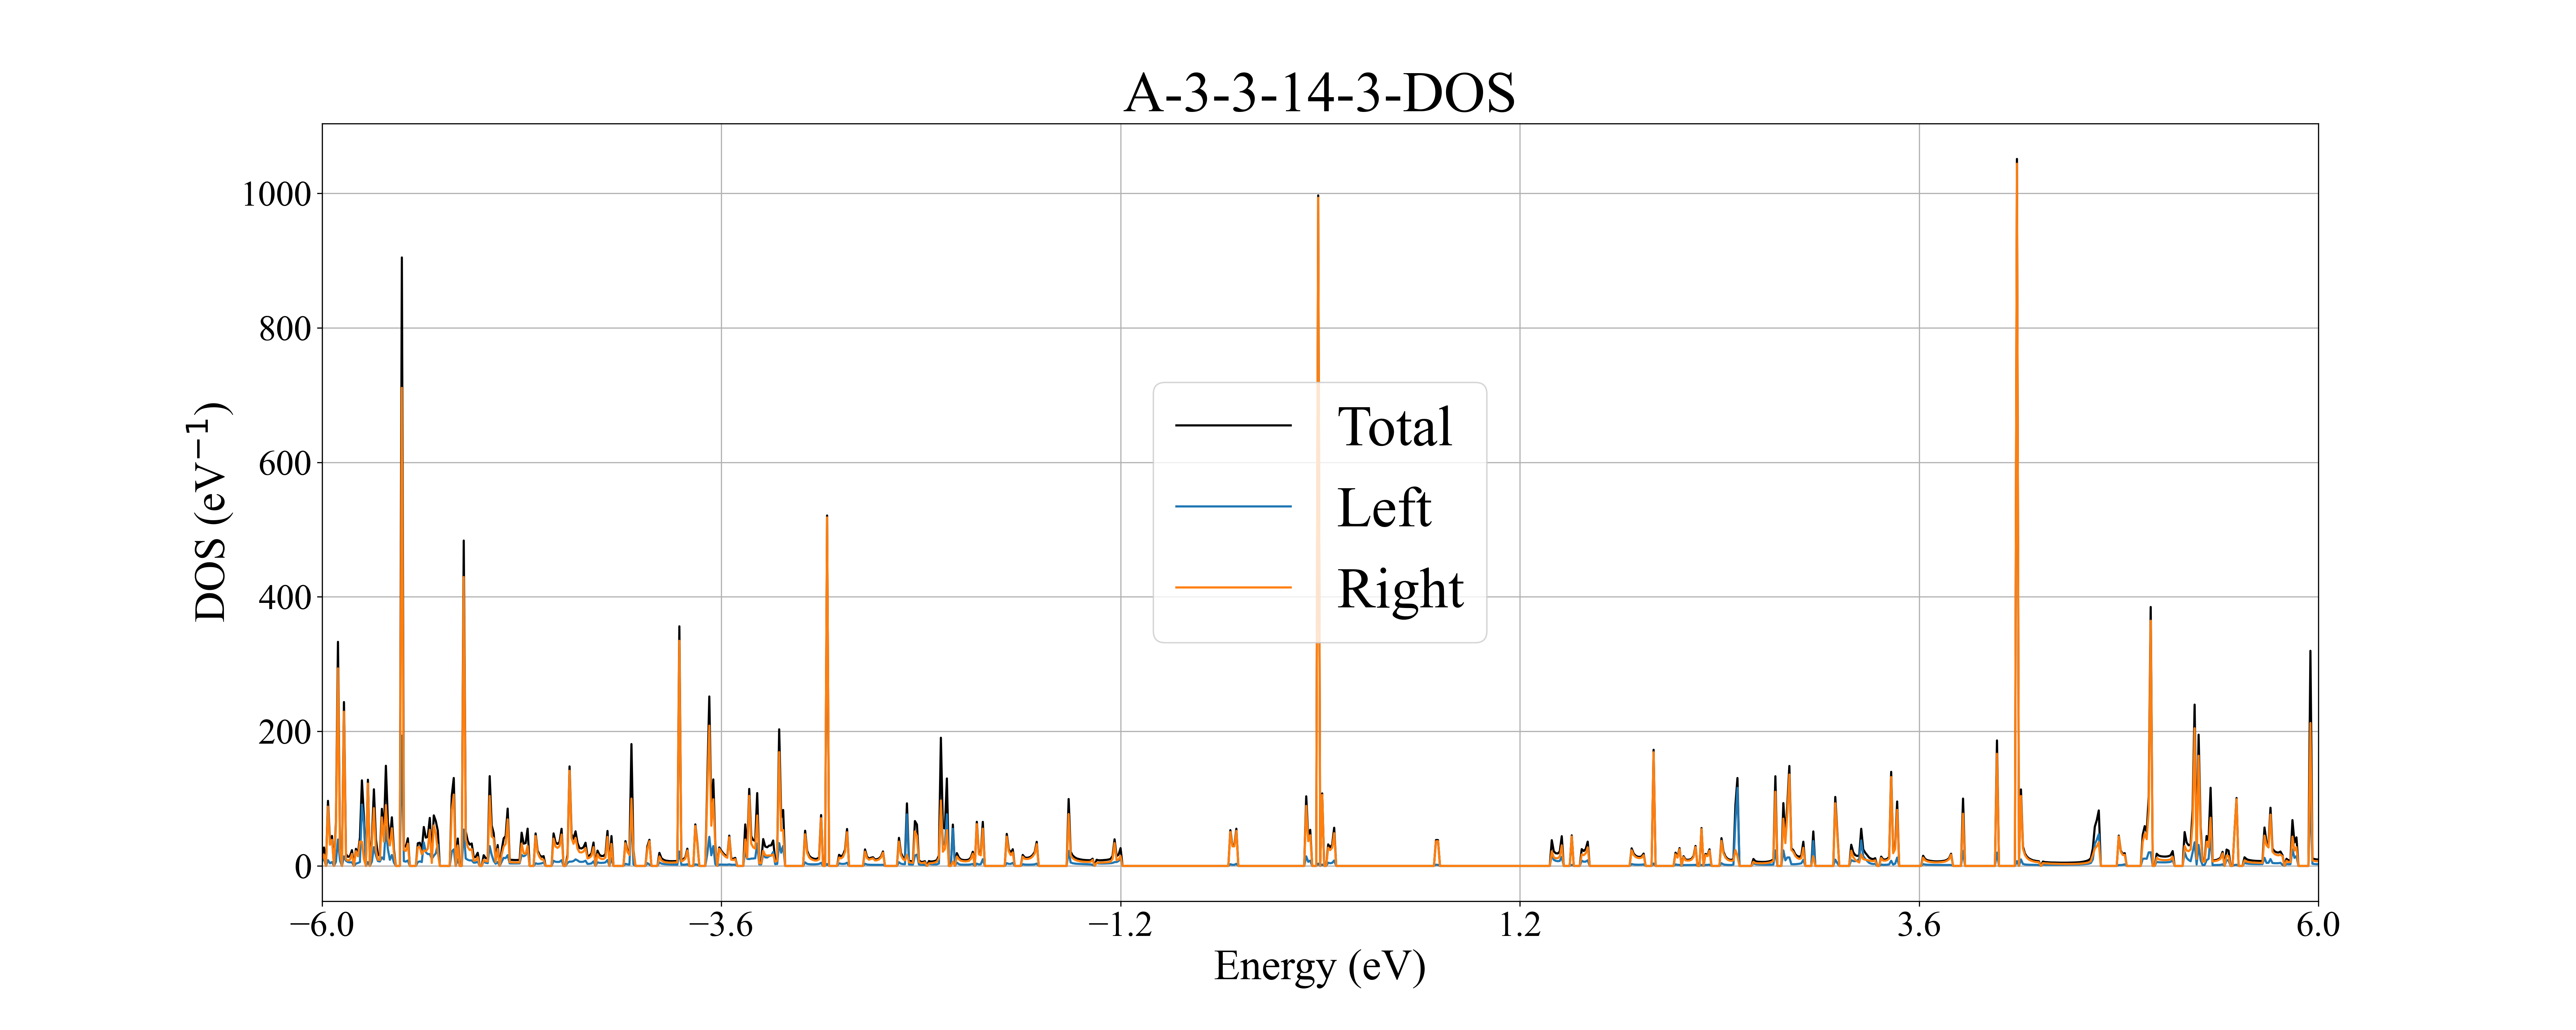 A-3-3-14-3-DOS
DOS (eV⁻¹)
1000
800
600
400
200
0
Total
Left
Right
−6.0
−3.6
−1.2
1.2
3.6
6.0
Energy (eV)